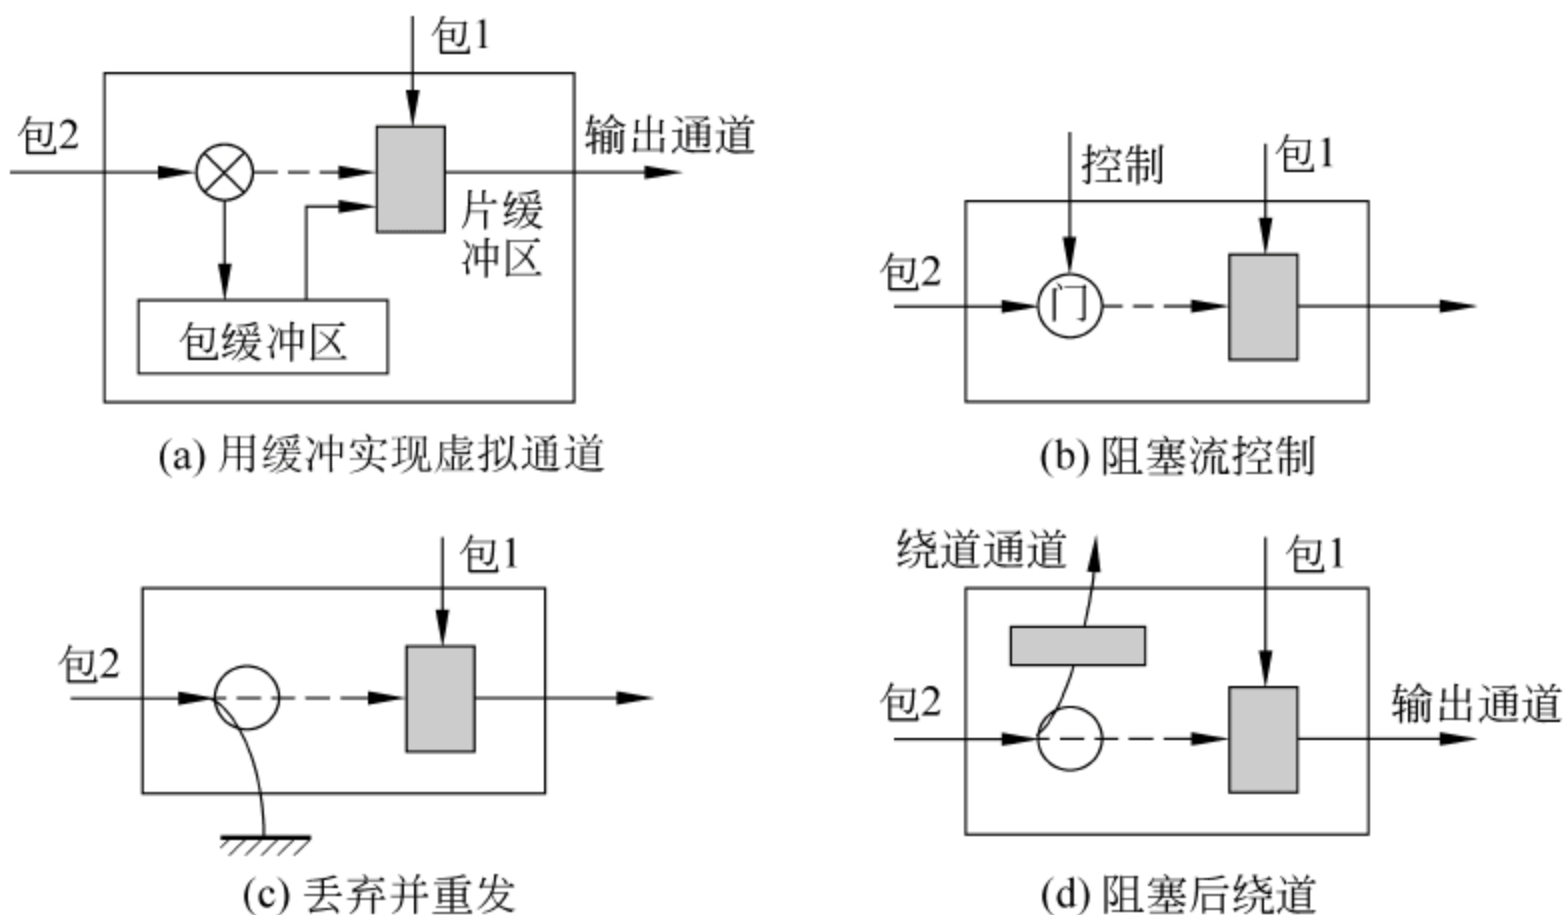 包1
包2
输出通道
片缓
冲区
包缓冲区
(a) 用缓冲实现虚拟通道
控制
包1
包2
门
(b) 阻塞流控制
包1
包2
(c) 丢弃并重发
绕道通道
包1
包2
输出通道
(d) 阻塞后绕道